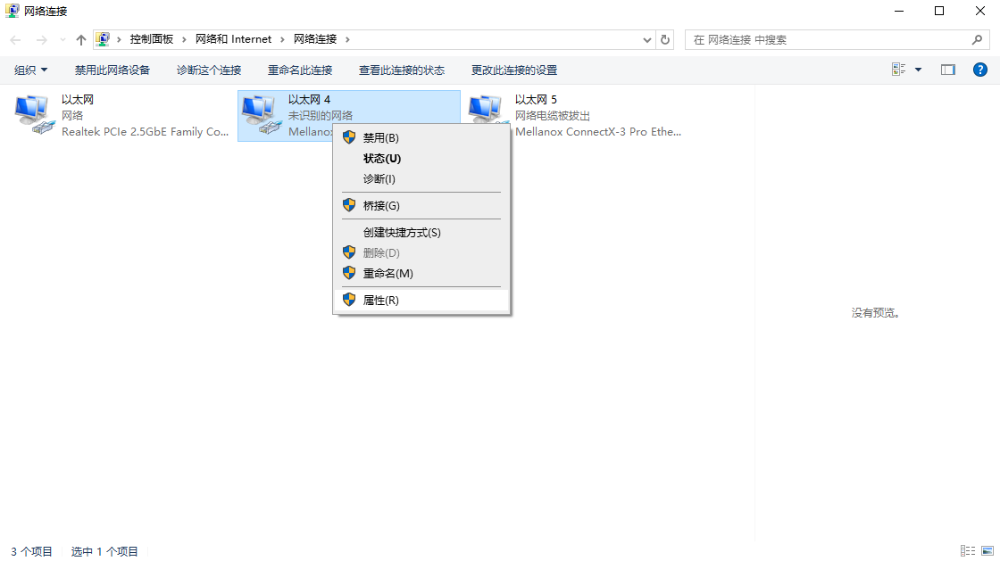 网络连接
控制面板 网络和 Internet 网络连接
在 网络连接 中搜索
组织 禁用此网络设备 诊断这个连接 重命名此连接 查看此连接的状态 更改此连接的设置
以太网
网络
Realtek PCIe 2.5GbE Family Co...
以太网 4
未识别的网络
Mellanox
以太网 5
网络电缆被拔出
Mellanox ConnectX-3 Pro Ethe...
禁用(B)
状态(U)
诊断(I)
桥接(G)
创建快捷方式(S)
删除(D)
重命名(M)
属性(R)
没有预览。
3 个项目 选中 1 个项目